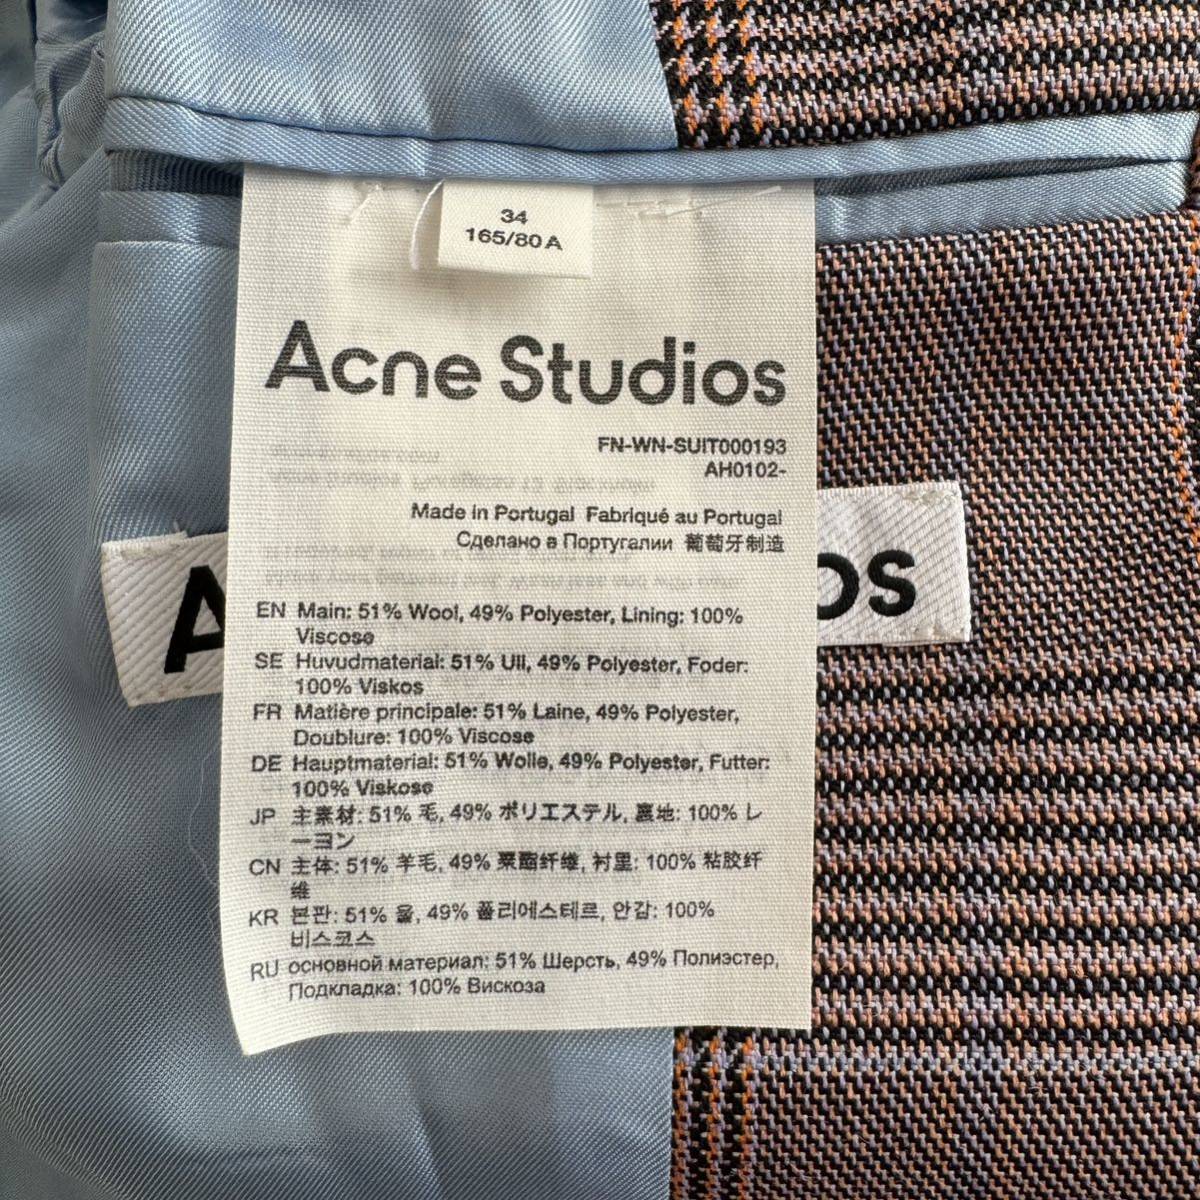 34
165/80 A
Acne Studios
FN-WN-SUIT000193
AH0102-
Made in Portugal Fabriqué au Portugal
Сделано в Португалии 葡萄牙制造
EN Main: 51% Wool, 49% Polyester, Lining: 100%
Viscose
SE Huvudmaterial: 51% Ull, 49% Polyester, Foder:
100% Viskos
FR Matière principale: 51% Laine, 49% Polyester,
Doublure: 100% Viscose
DE Hauptmaterial: 51% Wolle, 49% Polyester, Futter:
100% Viskose
JP 主素材: 51% 毛, 49% ポリエステル, 裏地: 100% レ
ーヨン
CN 主体: 51% 羊毛, 49% 聚酯纤维, 衬里: 100% 粘胶纤
维
KR 본판: 51% 울, 49% 폴리에스테르, 안감: 100%
비스코스
RU основной материал: 51% Шерсть, 49% Полиэстер,
Подкладка: 100% Вискоза
A
os